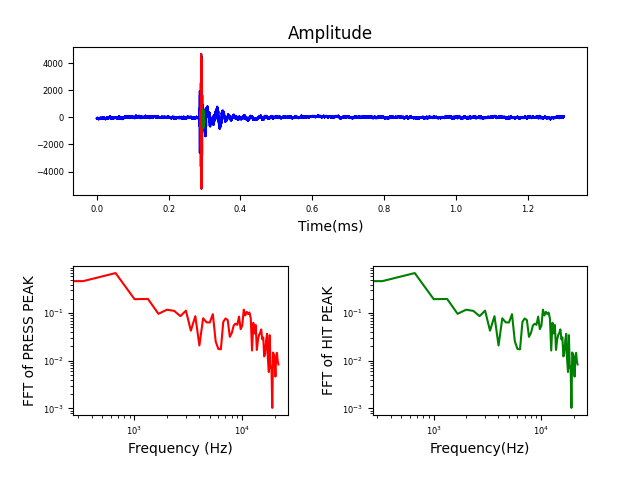 Amplitude
4000
2000
0
−2000
−4000
0.0 0.2 0.4 0.6 0.8 1.0 1.2
Time(ms)
FFT of PRESS PEAK
10⁻¹
10⁻²
10⁻³
10³ 10⁴
Frequency (Hz)
FFT of HIT PEAK
10⁻¹
10⁻²
10⁻³
10³ 10⁴
Frequency(Hz)